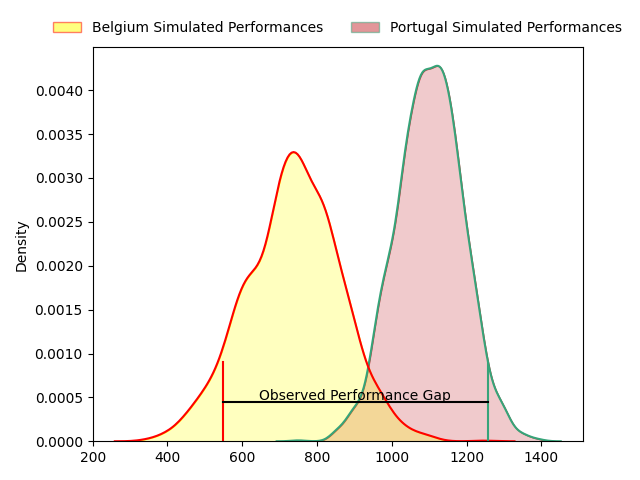 Belgium Simulated Performances
Portugal Simulated Performances
0.0040
0.0035
0.0030
0.0025
0.0020
0.0015
0.0010
0.0005
0.0000
Density
Observed Performance Gap
200 400 600 800 1000 1200 1400